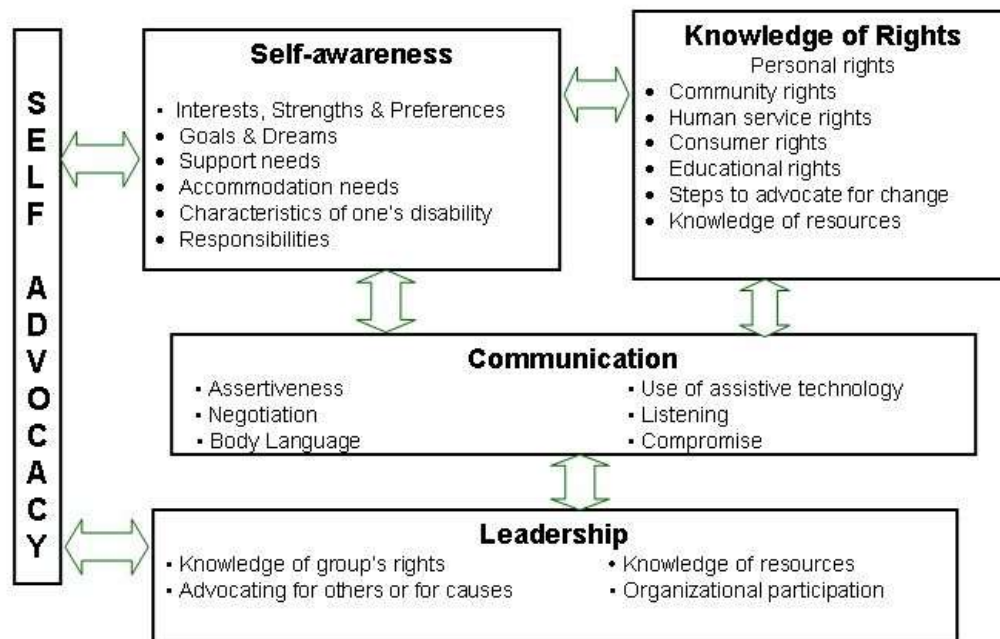 SELF ADVOCACY
Self-awareness
▪ Interests, Strengths & Preferences
• Goals & Dreams
• Support needs
• Accommodation needs
• Characteristics of one's disability
• Responsibilities
Knowledge of Rights
Personal rights
• Community rights
• Human service rights
• Consumer rights
• Educational rights
• Steps to advocate for change
• Knowledge of resources
Communication
▪ Assertiveness
▪ Negotiation
▪ Body Language
▪ Use of assistive technology
▪ Listening
▪ Compromise
Leadership
• Knowledge of group's rights
• Advocating for others or for causes
• Knowledge of resources
• Organizational participation